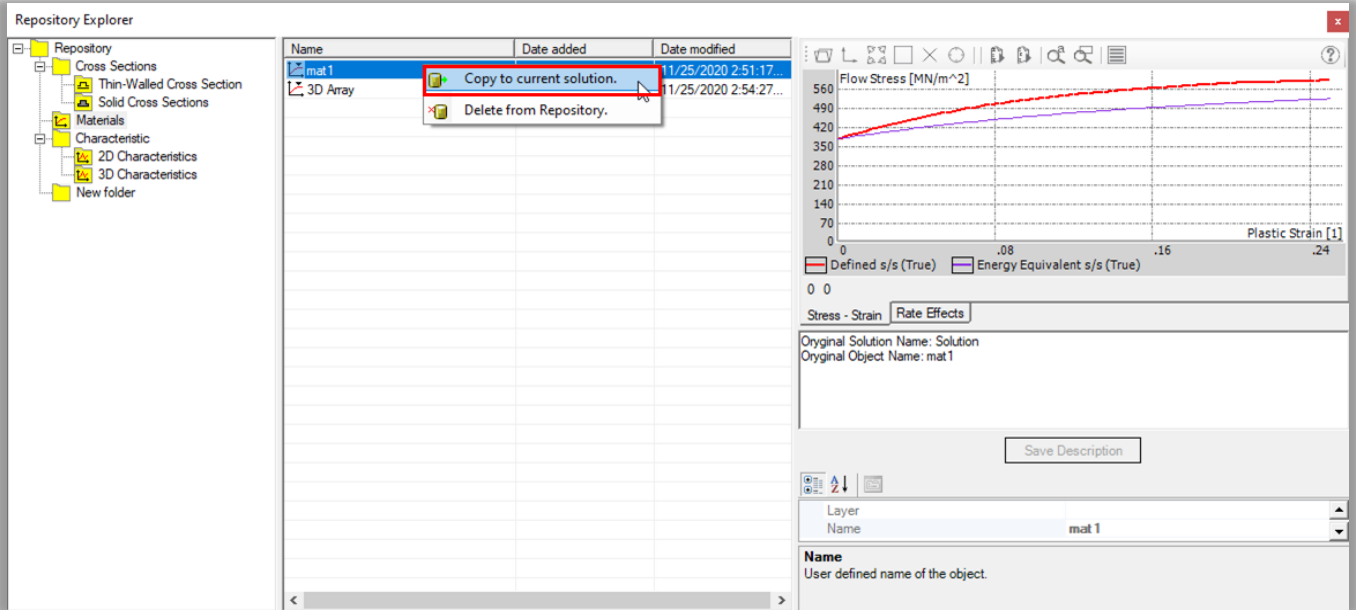 Repository Explorer
x
Repository
Cross Sections
Thin-Walled Cross Section
Solid Cross Sections
Materials
Characteristic
2D Characteristics
3D Characteristics
New folder
Name Date added Date modified
mat1 11/25/2020 2:51:17...
3D Array 11/25/2020 2:54:27...
Copy to current solution.
Delete from Repository.
Flow Stress [MN/m^2]
560
490
420
350
280
210
140
70
0
Plastic Strain [1]
0 .08 .16 .24
Defined s/s (True) Energy Equivalent s/s (True)
0 0
Stress - Strain Rate Effects
Oryginal Solution Name: Solution
Oryginal Object Name: mat1
Save Description
Layer
Name mat1
Name
User defined name of the object.